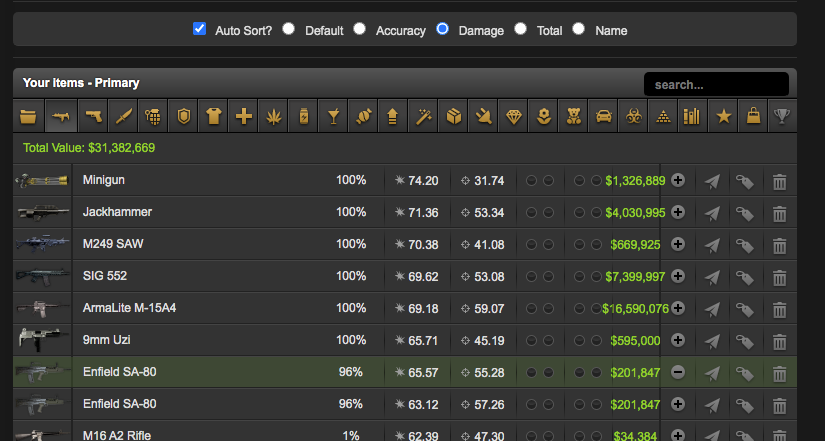 Auto Sort? Default Accuracy Damage Total Name
Your Items - Primary search...
Total Value: $31,382,669
Minigun 100% 74.20 31.74 $1,326,889
Jackhammer 100% 71.36 53.34 $4,030,995
M249 SAW 100% 70.38 41.08 $669,925
SIG 552 100% 69.62 53.08 $7,399,997
ArmaLite M-15A4 100% 69.18 59.07 $16,590,076
9mm Uzi 100% 65.71 45.19 $595,000
Enfield SA-80 96% 65.57 55.28 $201,847
Enfield SA-80 96% 63.12 57.26 $201,847
M16 A2 Rifle 1% 62.39 47.30 $34,384